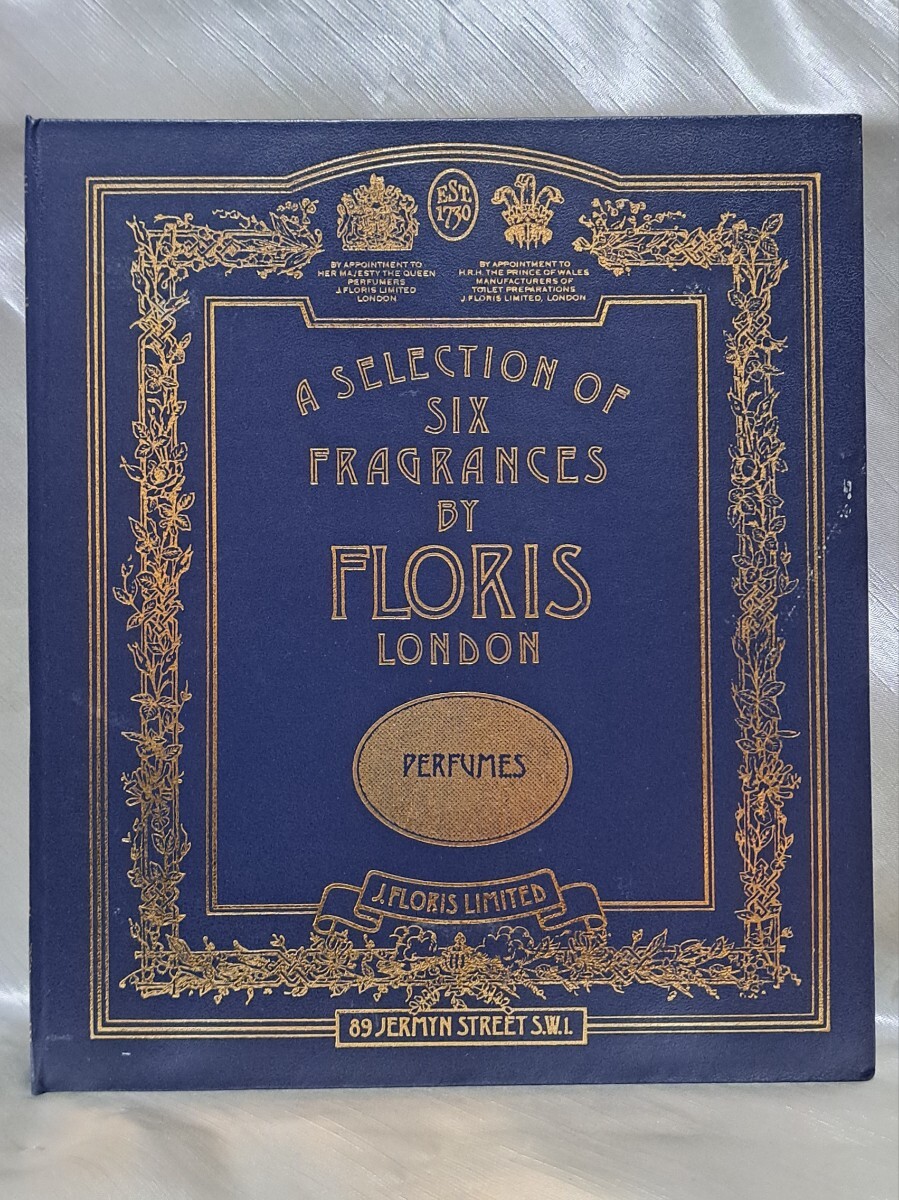 EST.
1730
BY APPOINTMENT TO
HER MAJESTY THE QUEEN
PERFUMERS
J.FLORIS LIMITED
LONDON
BY APPOINTMENT TO
H.R.H. THE PRINCE OF WALES
MANUFACTURERS OF
TOILET PREPARATIONS
J.FLORIS LIMITED, LONDON
A SELECTION OF
SIX
FRAGRANCES
BY
FLORIS
LONDON
PERFUMES
J.FLORIS LIMITED
89 JERMYN STREET S.W.1.